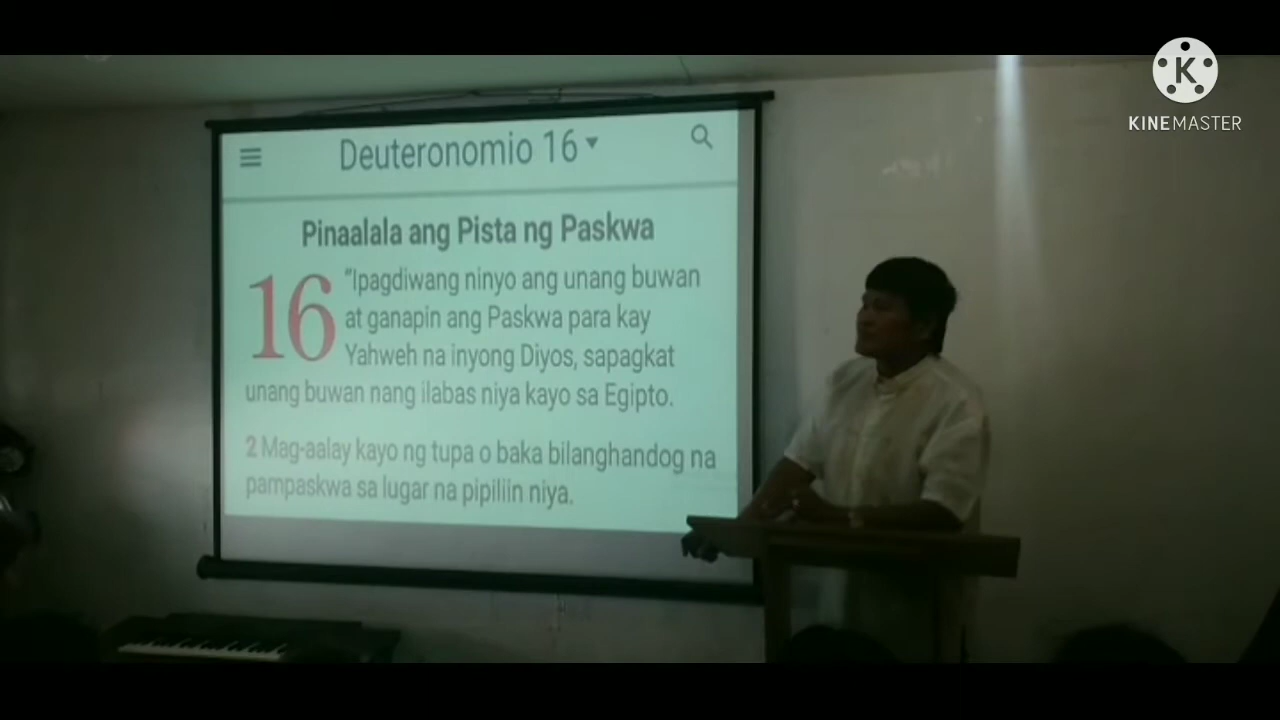 Deuteronomio 16
Pinaalala ang Pista ng Paskwa
16 "Ipagdiwang ninyo ang unang buwan
at ganapin ang Paskwa para kay
Yahweh na inyong Diyos, sapagkat
unang buwan nang ilabas niya kayo sa Egipto.
2 Mag-aalay kayo ng tupa o baka bilanghandog na
pampaskwa sa lugar na pipiliin niya.
K
KINEMASTER